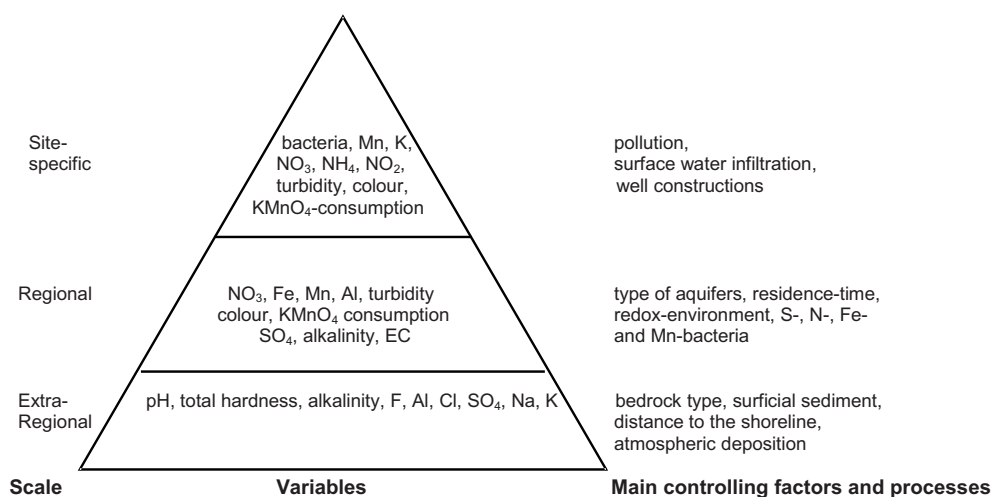 Site-
specific
bacteria, Mn, K,
NO₃, NH₄, NO₂,
turbidity, colour,
KMnO₄-consumption
pollution,
surface water infiltration,
well constructions
Regional
NO₃, Fe, Mn, Al, turbidity
colour, KMnO₄ consumption
SO₄, alkalinity, EC
type of aquifers, residence-time,
redox-environment, S-, N-, Fe-
and Mn-bacteria
Extra-
Regional
pH, total hardness, alkalinity, F, Al, Cl, SO₄, Na, K
bedrock type, surficial sediment,
distance to the shoreline,
atmospheric deposition
Scale Variables Main controlling factors and processes